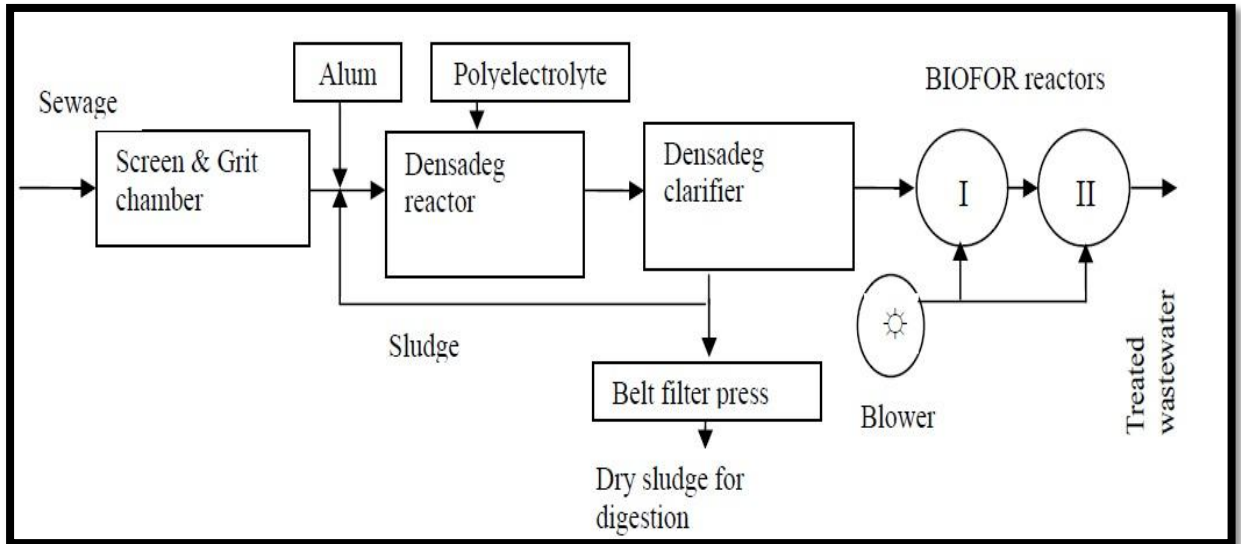 Sewage
Alum
Polyelectrolyte
BIOFOR reactors
Screen & Grit
chamber
Densadeg
reactor
Densadeg
clarifier
I
II
Sludge
Belt filter press
Blower
Treated
wastewater
Dry sludge for
digestion